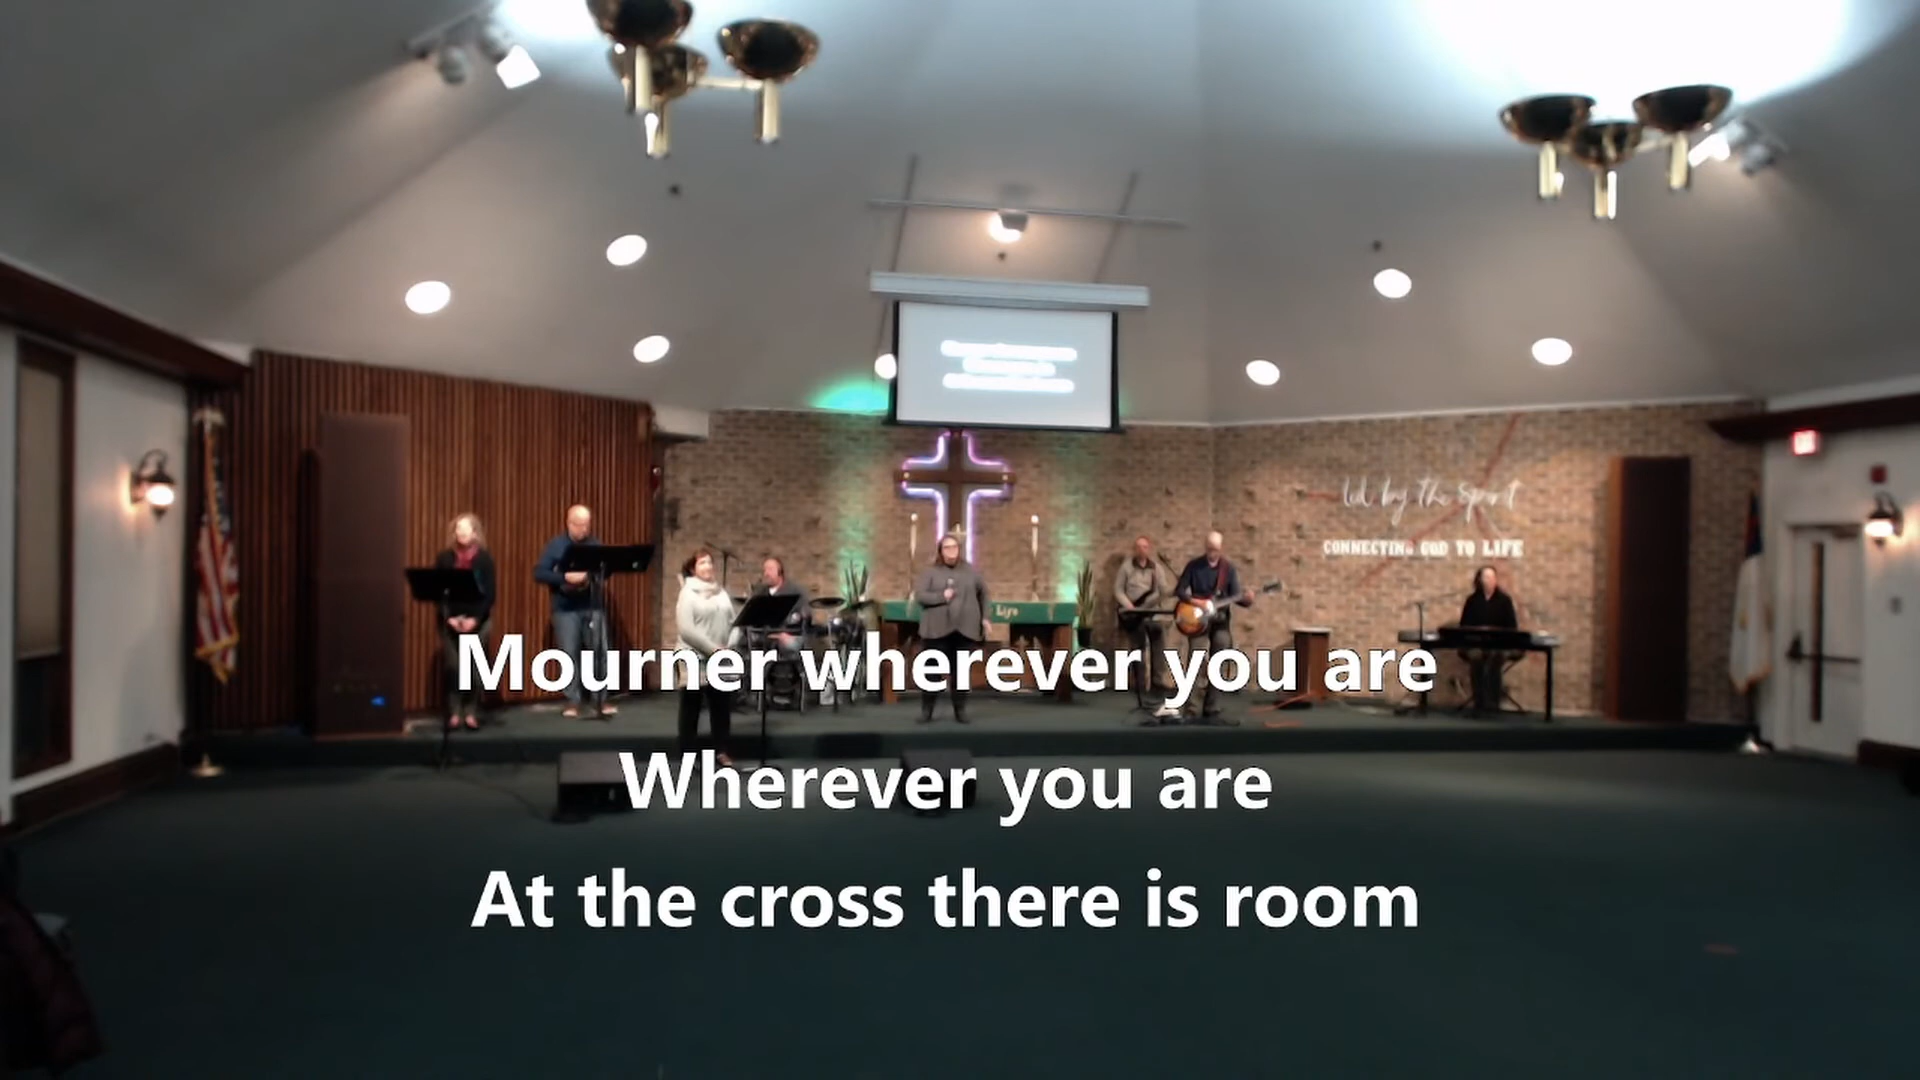 led by the Spirit
CONNECTING GOD TO LIFE
Life
Mourner wherever you are
Wherever you are
At the cross there is room